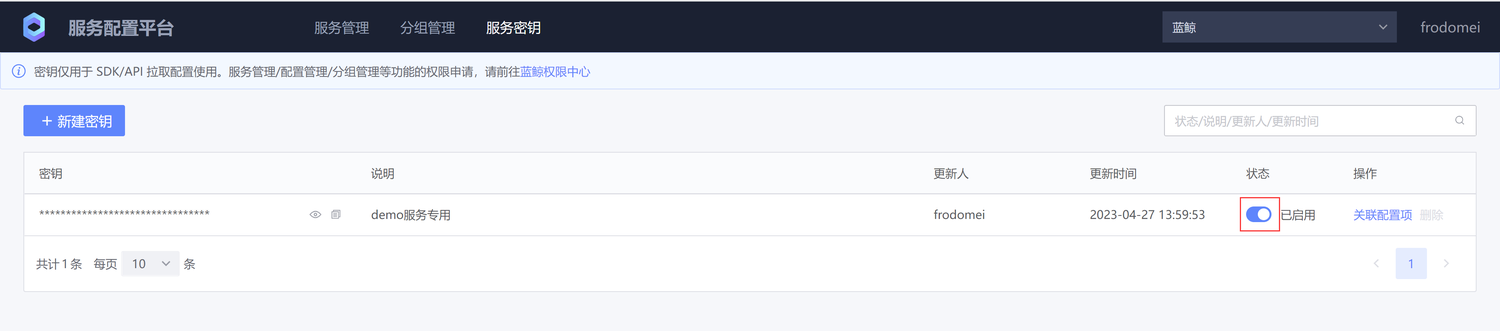 服务配置平台 服务管理 分组管理 服务密钥 蓝鲸 frodomei
密钥仅用于 SDK/API 拉取配置使用。服务管理/配置管理/分组管理等功能的权限申请，请前往蓝鲸权限中心
+ 新建密钥 状态/说明/更新人/更新时间
密钥 说明 更新人 更新时间 状态 操作
******************************** demo服务专用 frodomei 2023-04-27 13:59:53 已启用 关联配置项 删除
共计 1 条 每页 10 条 1